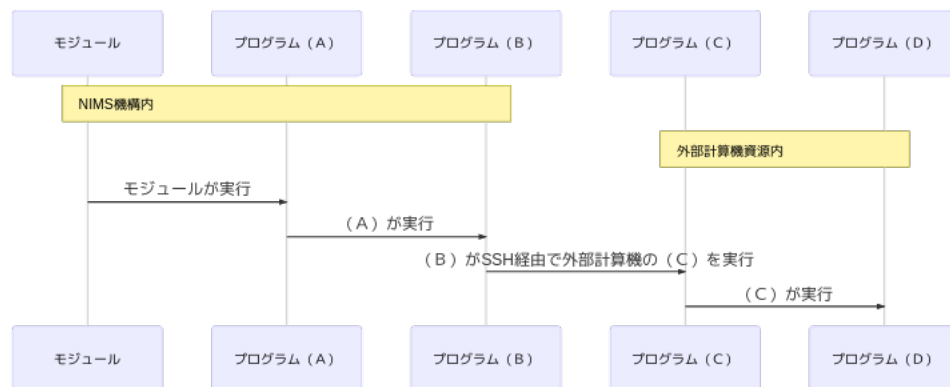 モジュール
プログラム（A）
プログラム（B）
プログラム（C）
プログラム（D）
NIMS機構内
外部計算機資源内
モジュールが実行
（A）が実行
（B）がSSH経由で外部計算機の（C）を実行
（C）が実行
モジュール
プログラム（A）
プログラム（B）
プログラム（C）
プログラム（D）